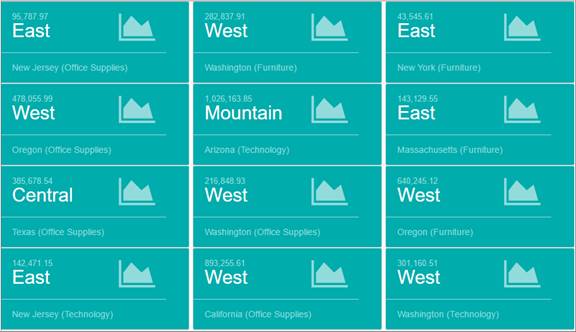 95,787.97
East
New Jersey (Office Supplies)
282,837.91
West
Washington (Furniture)
43,545.61
East
New York (Furniture)
478,055.99
West
Oregon (Office Supplies)
1,026,163.85
Mountain
Arizona (Technology)
143,129.55
East
Massachusetts (Furniture)
385,678.54
Central
Texas (Office Supplies)
216,848.93
West
Washington (Office Supplies)
640,245.12
West
Oregon (Furniture)
142,471.15
East
New Jersey (Technology)
893,255.61
West
California (Office Supplies)
301,160.51
West
Washington (Technology)